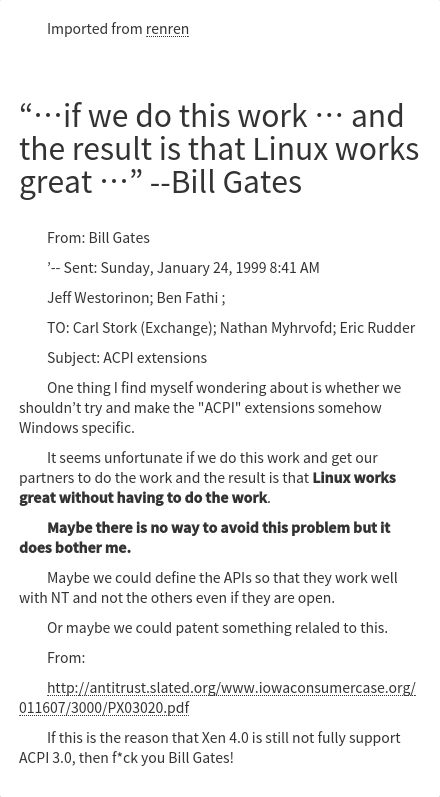 Imported from renren
“⋯if we do this work ⋯ and
the result is that Linux works
great ⋯” --Bill Gates
From: Bill Gates
’-- Sent: Sunday, January 24, 1999 8:41 AM
Jeff Westorinon; Ben Fathi ;
TO: Carl Stork (Exchange); Nathan Myhrvofd; Eric Rudder
Subject: ACPI extensions
One thing I find myself wondering about is whether we
shouldn’t try and make the "ACPI" extensions somehow
Windows specific.
It seems unfortunate if we do this work and get our
partners to do the work and the result is that Linux works
great without having to do the work.
Maybe there is no way to avoid this problem but it
does bother me.
Maybe we could define the APIs so that they work well
with NT and not the others even if they are open.
Or maybe we could patent something relaled to this.
From:
http://antitrust.slated.org/www.iowaconsumercase.org/
011607/3000/PX03020.pdf
If this is the reason that Xen 4.0 is still not fully support
ACPI 3.0, then f*ck you Bill Gates!